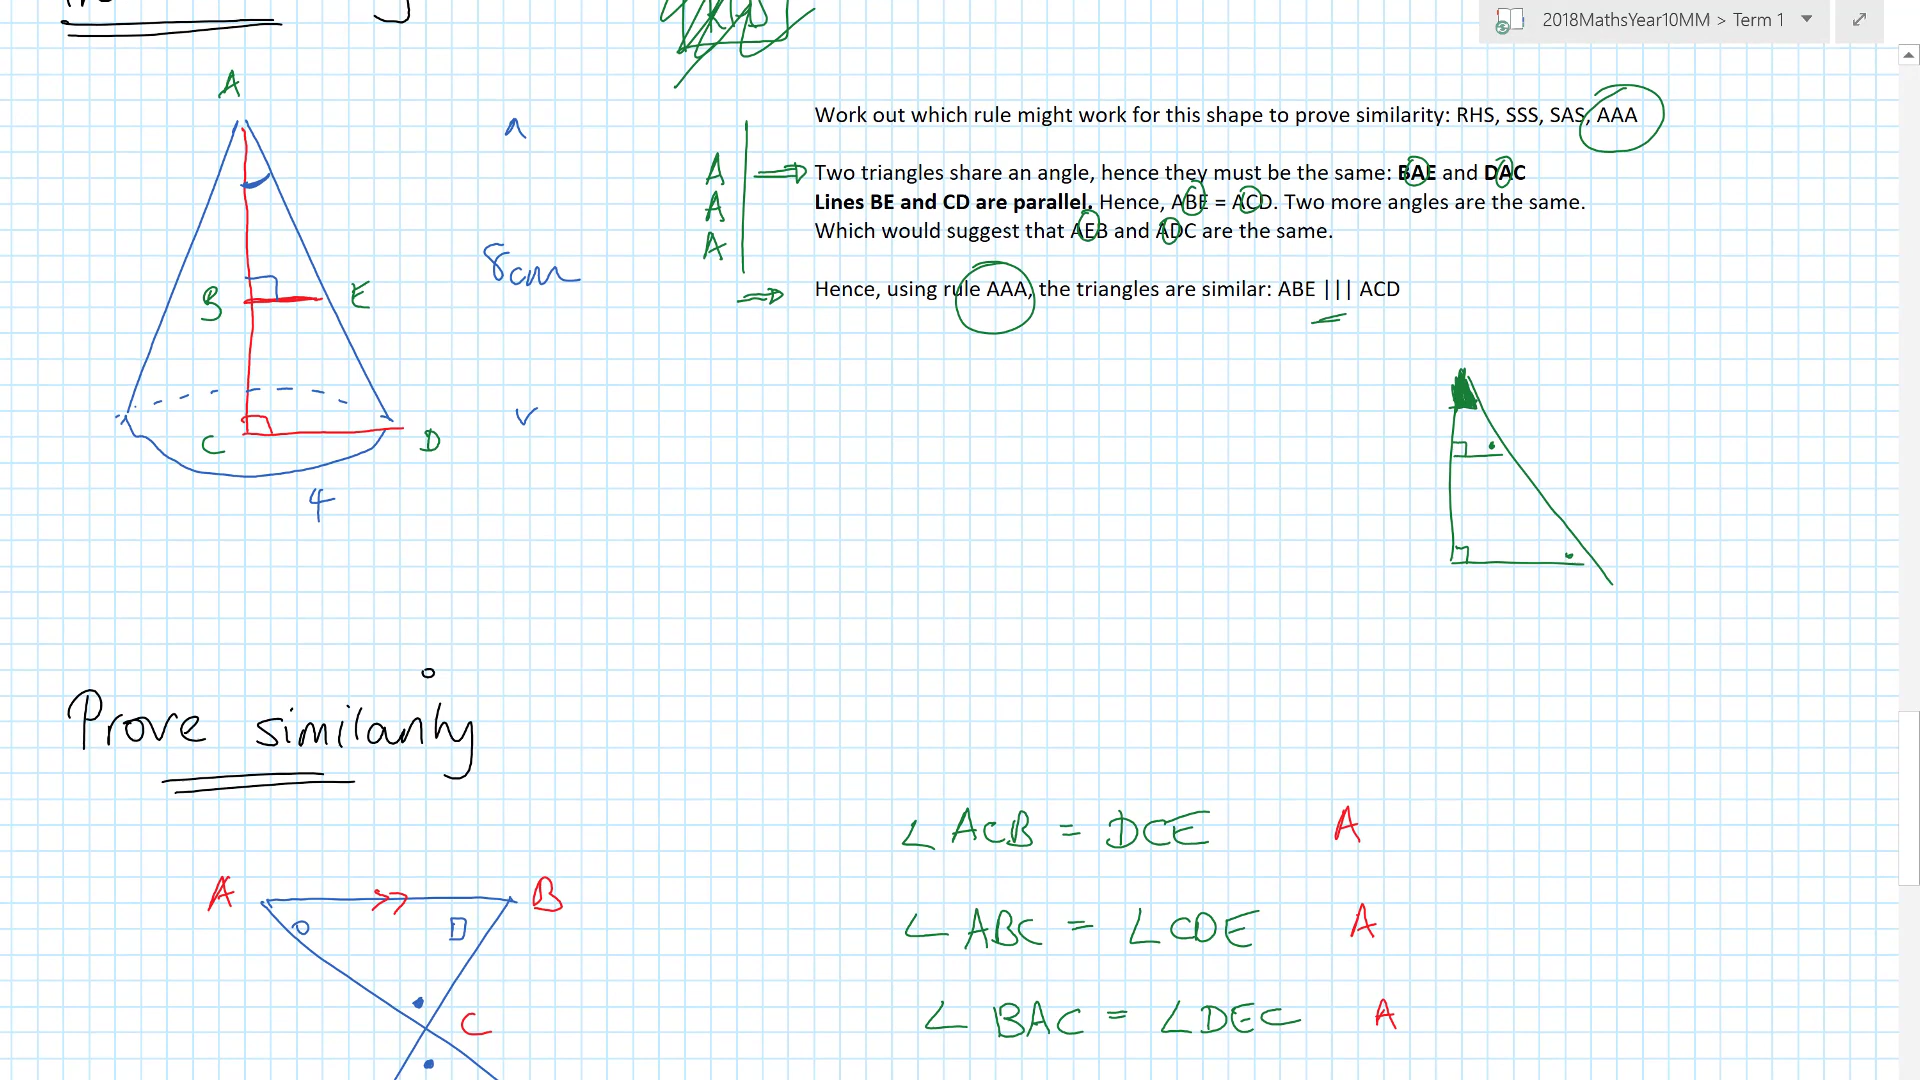 2018MathsYear10MM > Term 1
A
Work out which rule might work for this shape to prove similarity: RHS, SSS, SAS, AAA
A
Two triangles share an angle, hence they must be the same: BAE and DAC
A
Lines BE and CD are parallel. Hence, ABE = ACD. Two more angles are the same.
A
Which would suggest that AEB and ADC are the same.
8cm
B E
Hence, using rule AAA, the triangles are similar: ABE ||| ACD
C D
4
Prove similarity
∠ ACB = DCE A
A B
∠ ABC = ∠ CDE A
C
∠ BAC = ∠ DEC A